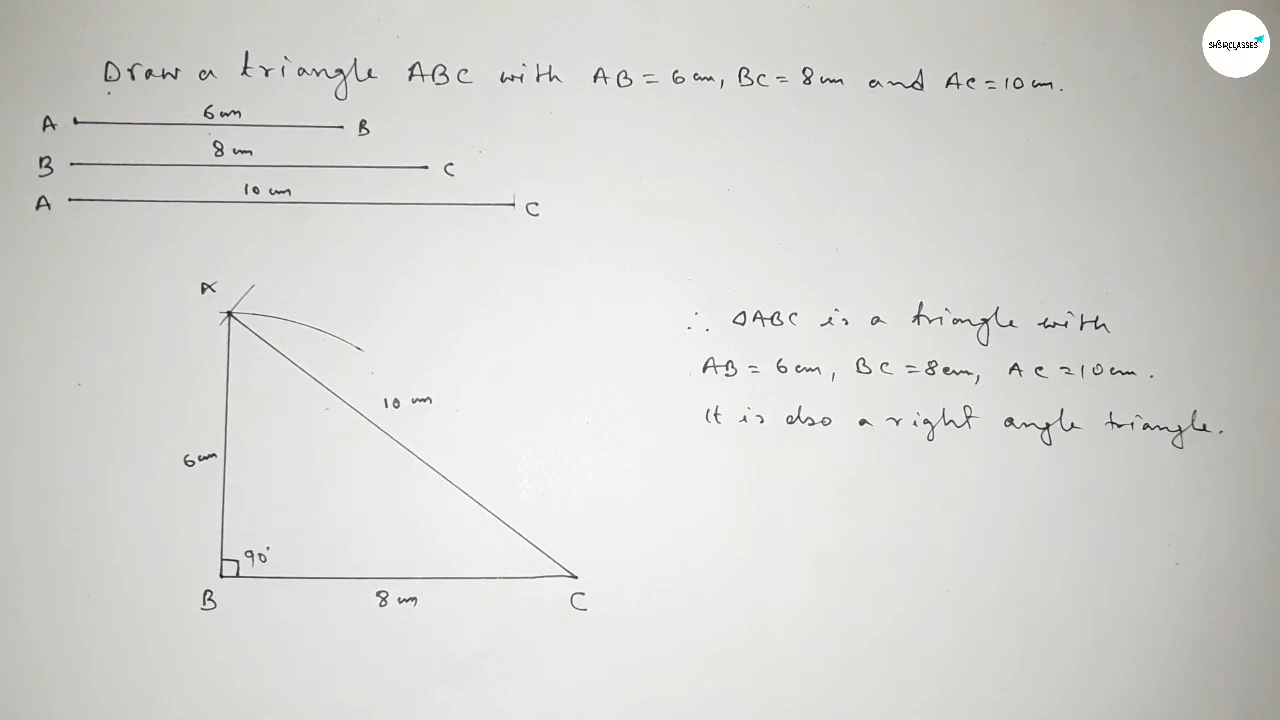 SHSIRCLASSES
Draw a triangle ABC with AB = 6 cm, BC = 8 cm and AC = 10 cm.
A 6 cm B
B 8 cm C
A 10 cm C
A
∴ △ABC is a triangle with
AB = 6 cm, BC = 8 cm, AC = 10 cm.
10 cm
It is also a right angle triangle.
6 cm
90°
B 8 cm C